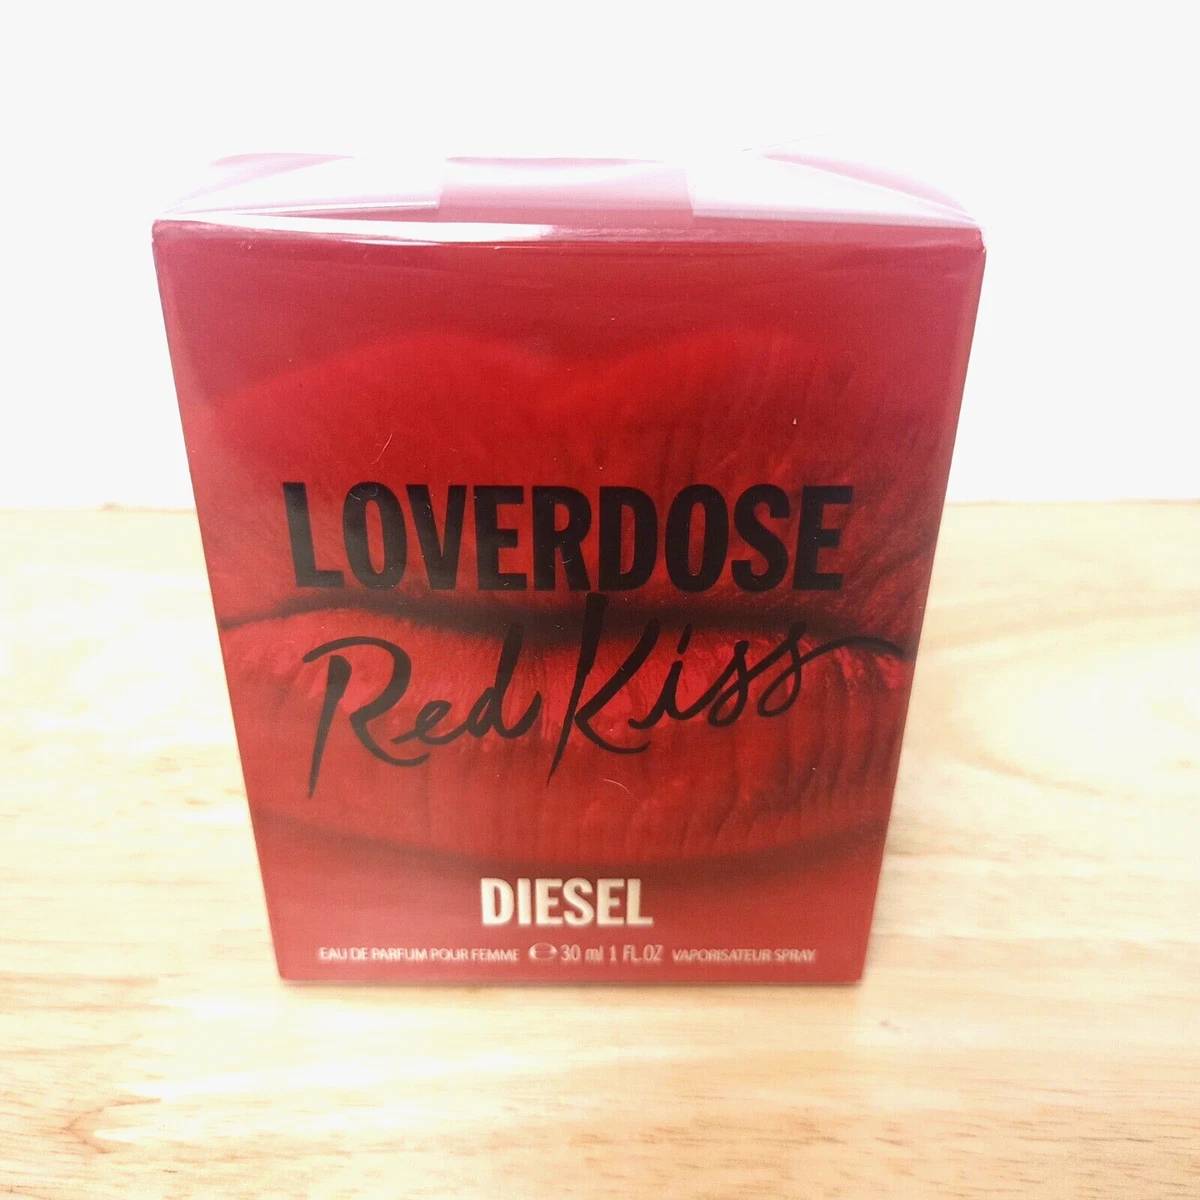 LOVERDOSE
Red Kiss
DIESEL
EAU DE PARFUM POUR FEMME ℮ 30 ml 1 FL.OZ VAPORISATEUR SPRAY